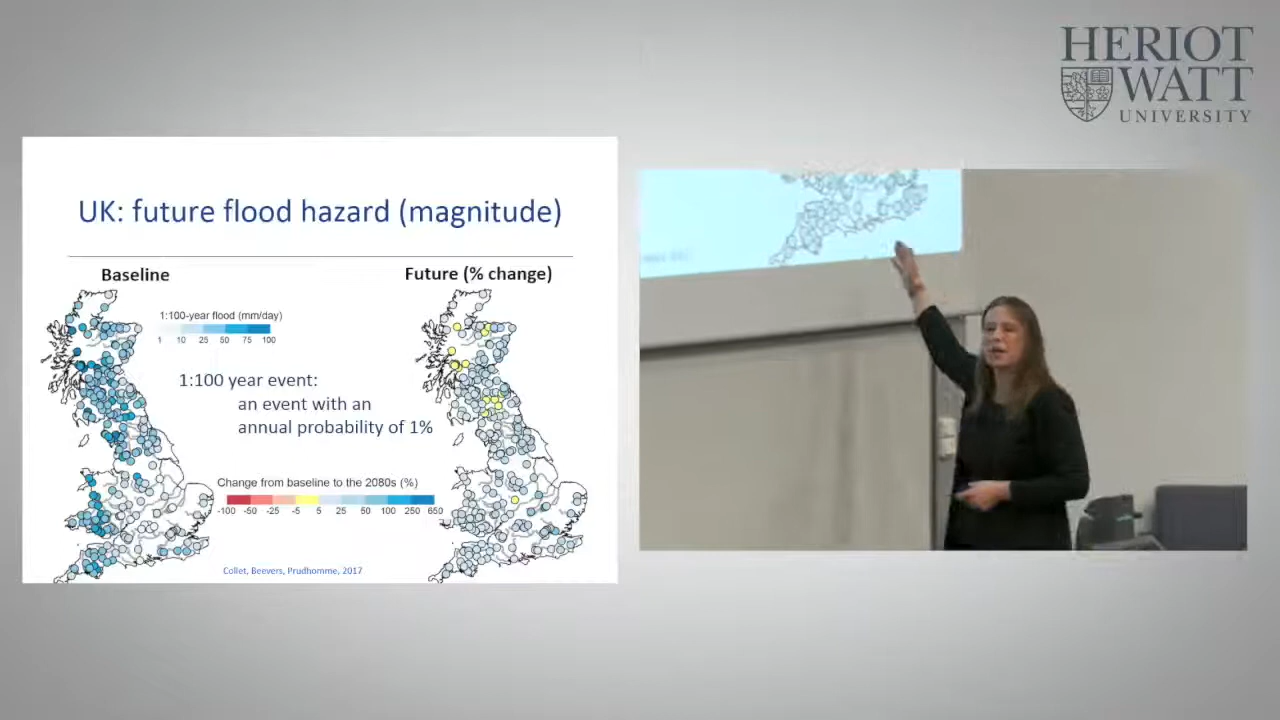 HERIOT
WATT
UNIVERSITY
UK: future flood hazard (magnitude)
Baseline
Future (% change)
1:100-year flood (mm/day)
1 10 25 50 75 100
1:100 year event:
an event with an
annual probability of 1%
Change from baseline to the 2080s (%)
-100 -50 -25 -5 5 25 50 100 250 650
Collet, Beevers, Prudhomme, 2017